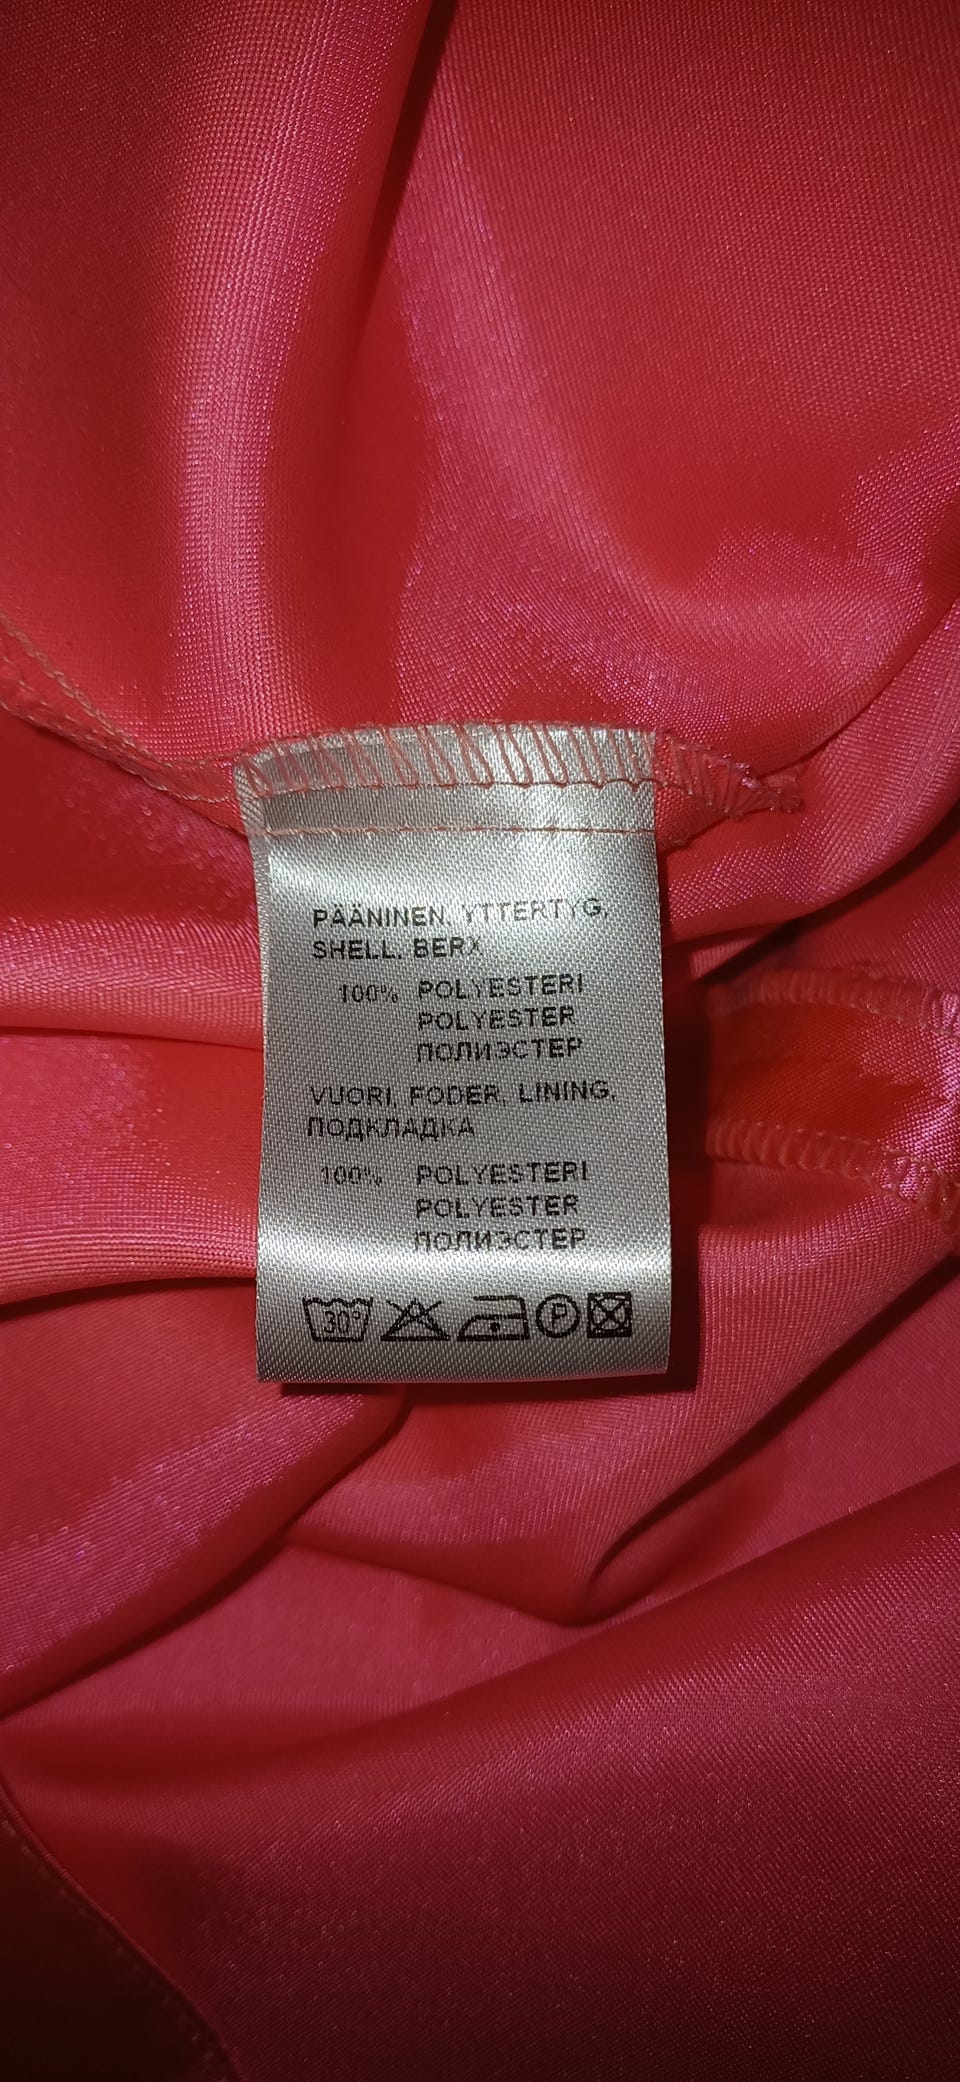 PÄÄNINEN, YTTERTYG,
SHELL, BERX
100% POLYESTERI
POLYESTER
ПОЛИЭСТЕР
VUORI, FODER, LINING,
ПОДКЛАДКА
100% POLYESTERI
POLYESTER
ПОЛИЭСТЕР
30° P